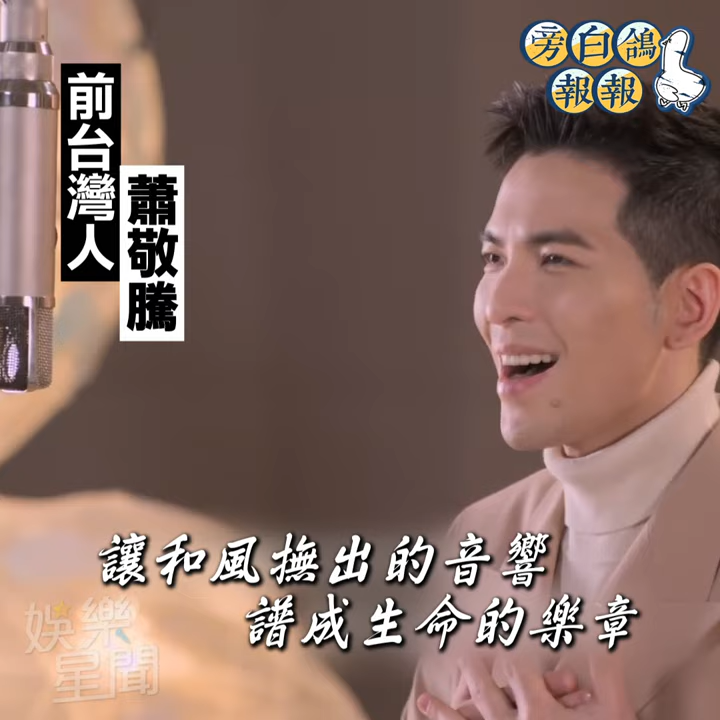 旁白鴿
報報
前台灣人
蕭敬騰
讓和風撫出的音響
譜成生命的樂章
娛樂
星聞